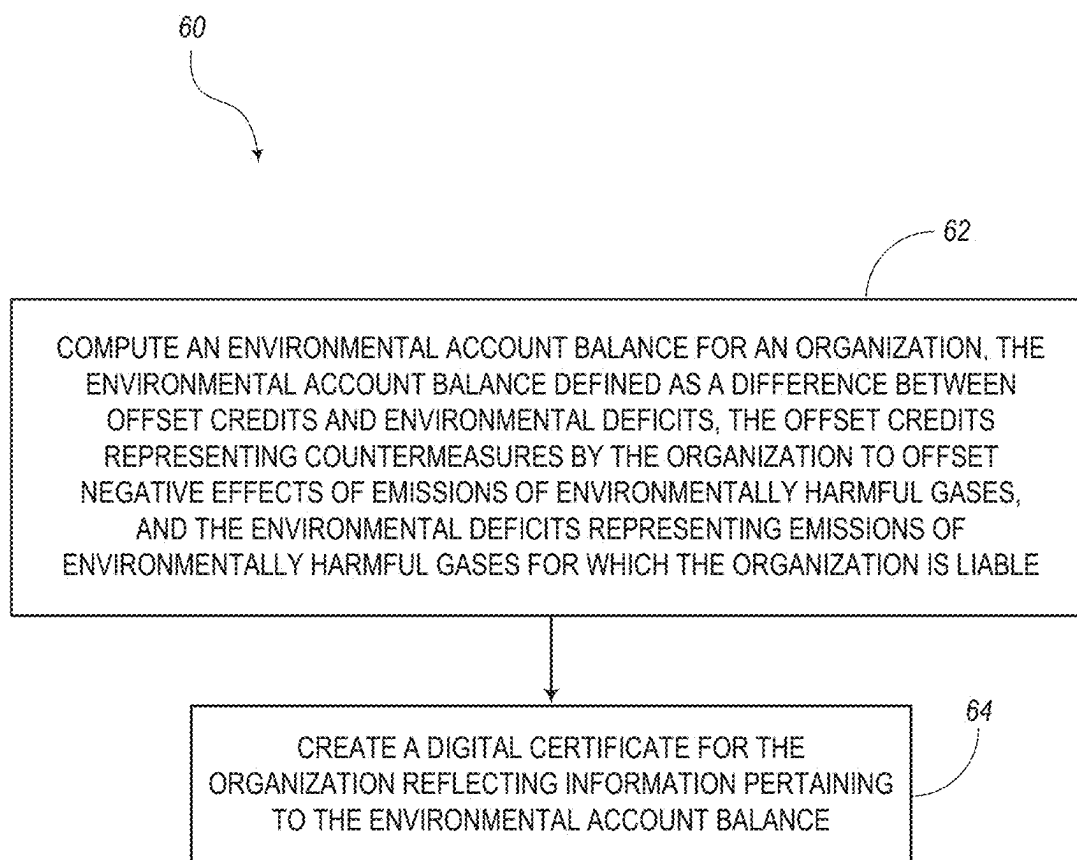 60
62
COMPUTE AN ENVIRONMENTAL ACCOUNT BALANCE FOR AN ORGANIZATION, THE
ENVIRONMENTAL ACCOUNT BALANCE DEFINED AS A DIFFERENCE BETWEEN
OFFSET CREDITS AND ENVIRONMENTAL DEFICITS, THE OFFSET CREDITS
REPRESENTING COUNTERMEASURES BY THE ORGANIZATION TO OFFSET
NEGATIVE EFFECTS OF EMISSIONS OF ENVIRONMENTALLY HARMFUL GASES,
AND THE ENVIRONMENTAL DEFICITS REPRESENTING EMISSIONS OF
ENVIRONMENTALLY HARMFUL GASES FOR WHICH THE ORGANIZATION IS LIABLE
64
CREATE A DIGITAL CERTIFICATE FOR THE
ORGANIZATION REFLECTING INFORMATION PERTAINING
TO THE ENVIRONMENTAL ACCOUNT BALANCE